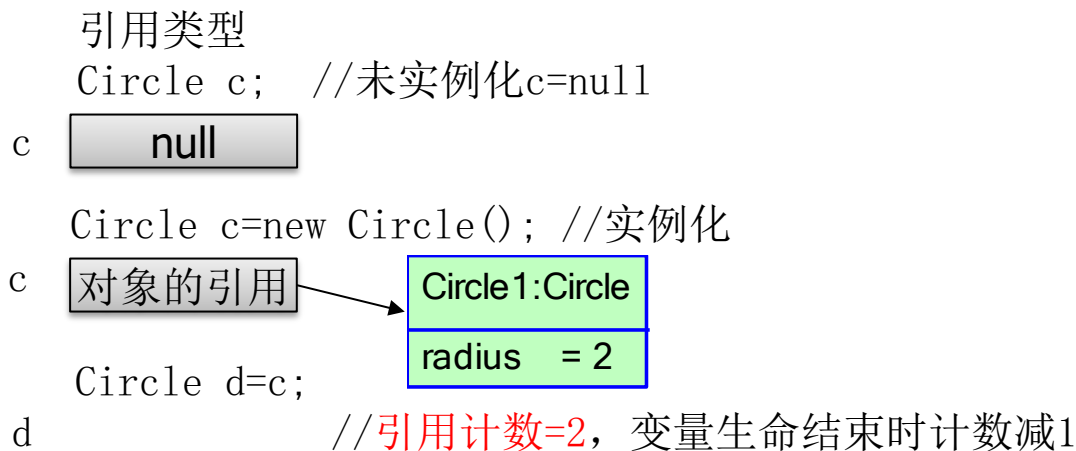 引用类型
Circle c;  //未实例化c=null
c null
Circle c=new Circle(); //实例化
c 对象的引用 Circle1:Circle
radius = 2
Circle d=c;
d //引用计数=2，变量生命结束时计数减1